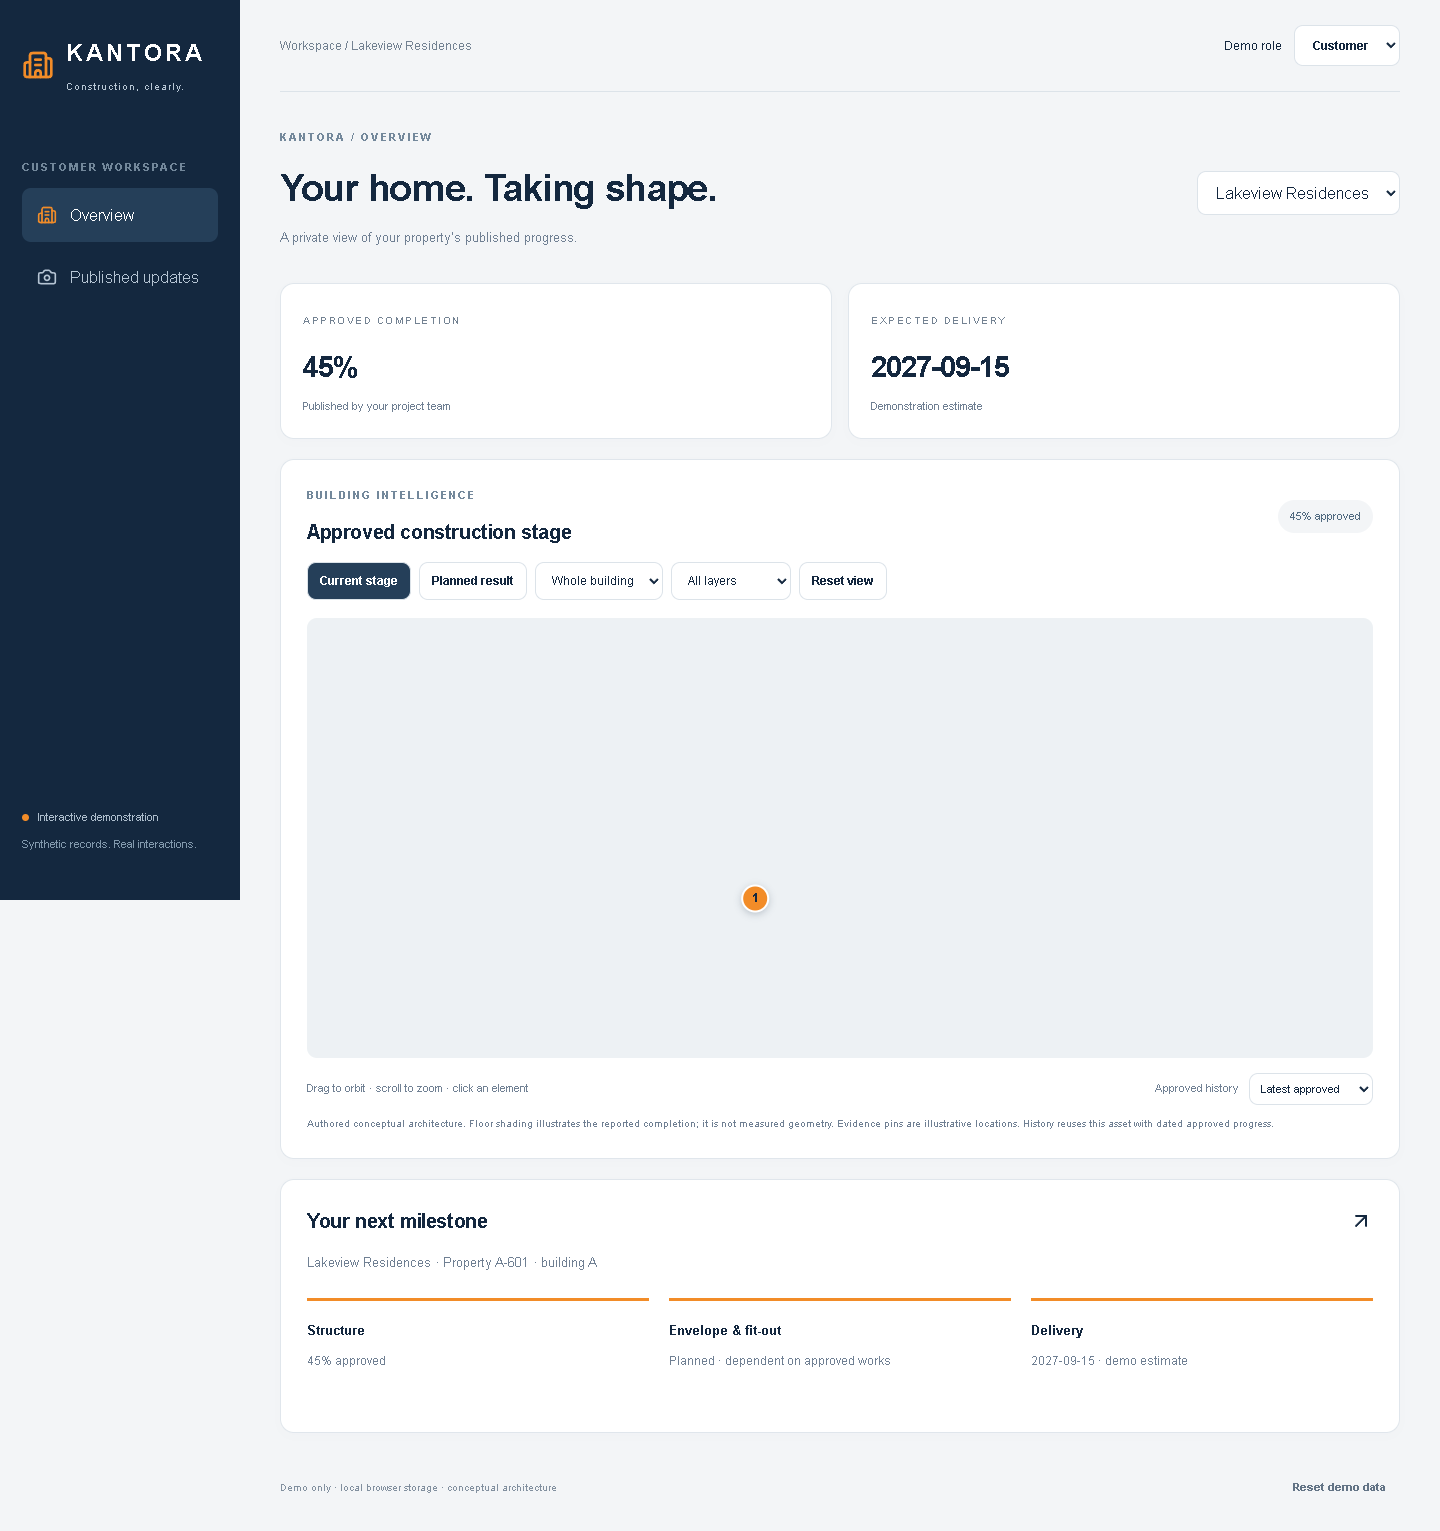 KANTORA
Construction, clearly.
CUSTOMER WORKSPACE
Overview
Published updates
Interactive demonstration
Synthetic records. Real interactions.
Workspace / Lakeview Residences
Demo role
Customer
KANTORA / OVERVIEW
Your home. Taking shape.
Lakeview Residences
A private view of your property's published progress.
APPROVED COMPLETION
45%
Published by your project team
EXPECTED DELIVERY
2027-09-15
Demonstration estimate
BUILDING INTELLIGENCE
Approved construction stage
45% approved
Current stage
Planned result
Whole building
All layers
Reset view
1
Drag to orbit · scroll to zoom · click an element
Approved history
Latest approved
Authored conceptual architecture. Floor shading illustrates the reported completion; it is not measured geometry. Evidence pins are illustrative locations. History reuses this asset with dated approved progress.
Your next milestone
Lakeview Residences · Property A-601 · building A
Structure
45% approved
Envelope & fit-out
Planned · dependent on approved works
Delivery
2027-09-15 · demo estimate
Demo only · local browser storage · conceptual architecture
Reset demo data